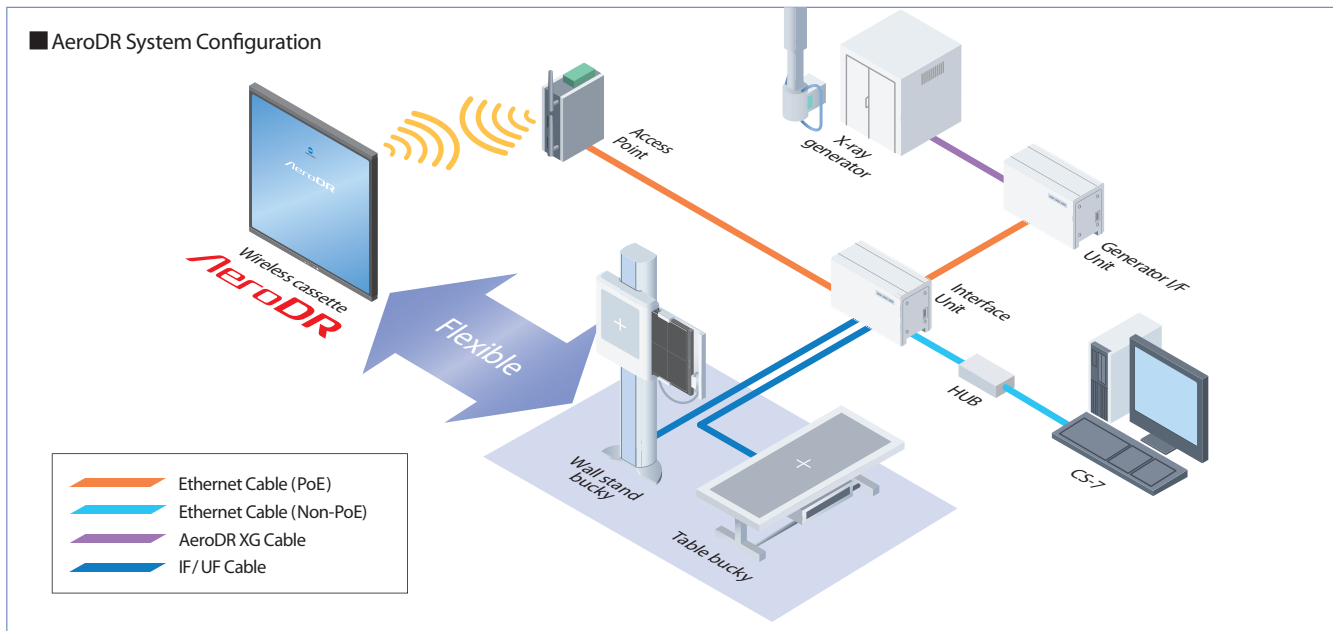 ■ AeroDR System Configuration
AeroDR
Wireless cassette
AeroDR
Access
Point
X-ray
generator
Generator I/F
Unit
Interface
Unit
HUB
CS-7
Flexible
Wall stand
bucky
Table bucky
Ethernet Cable (PoE)
Ethernet Cable (Non-PoE)
AeroDR XG Cable
IF/UF Cable